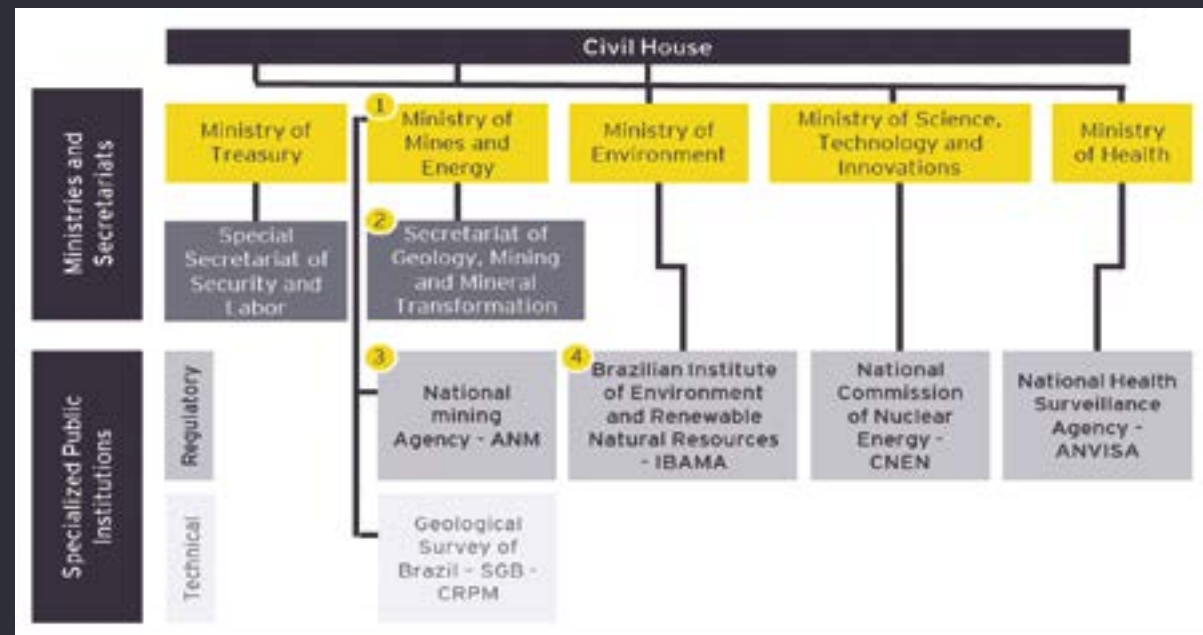 Civil House
Ministries and
Secretariats
Ministry of
Treasury
1
Ministry of
Mines and
Energy
Ministry of
Environment
Ministry of Science,
Technology and
Innovations
Ministry
of Health
Special
Secretariat of
Security and
Labor
2
Secretariat of
Geology, Mining
and Mineral
Transformation
Specialized Public
Institutions
Regulatory
3
National
mining
Agency - ANM
4
Brazilian Institute
of Environment
and Renewable
Natural Resources
- IBAMA
National
Commission
of Nuclear
Energy -
CNEN
National Health
Surveillance
Agency -
ANVISA
Technical
Geological
Survey of
Brazil - SGB -
CRPM